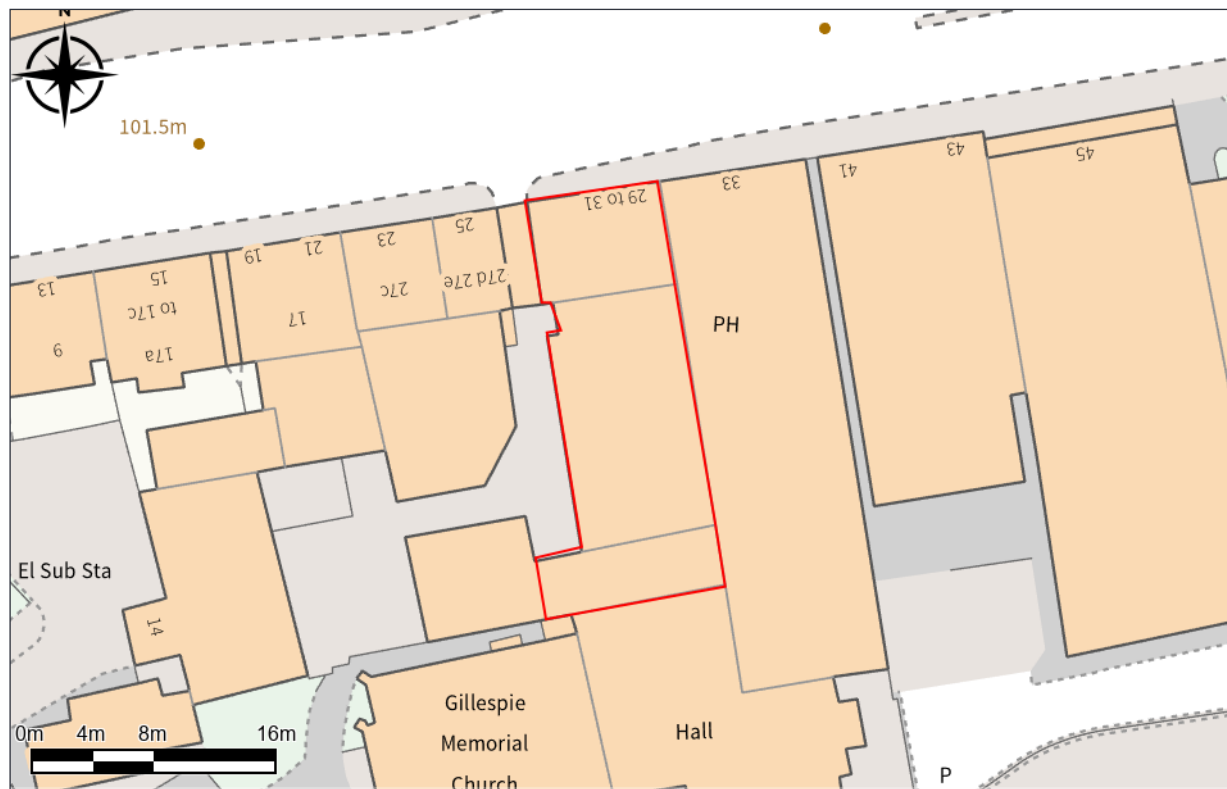 N
101.5m
29 to 31
33
41
43
45
13
15
to 17c
17a
9
19
21
17
23
27c
25
27d 27e
PH
El Sub Sta
14
Gillespie
Memorial
Church
Hall
P
0m 4m 8m 16m